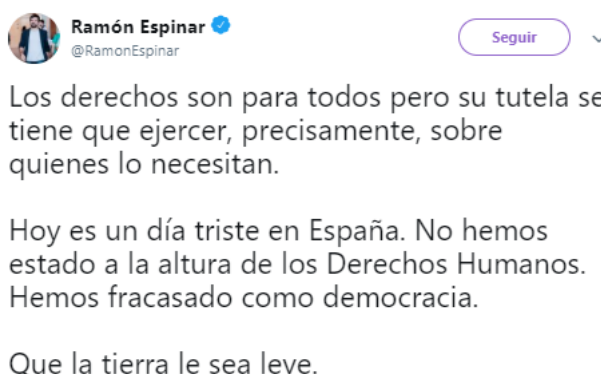 Ramón Espinar
@RamonEspinar
Seguir
Los derechos son para todos pero su tutela se
tiene que ejercer, precisamente, sobre
quienes lo necesitan.
Hoy es un día triste en España. No hemos
estado a la altura de los Derechos Humanos.
Hemos fracasado como democracia.
Que la tierra le sea leve.